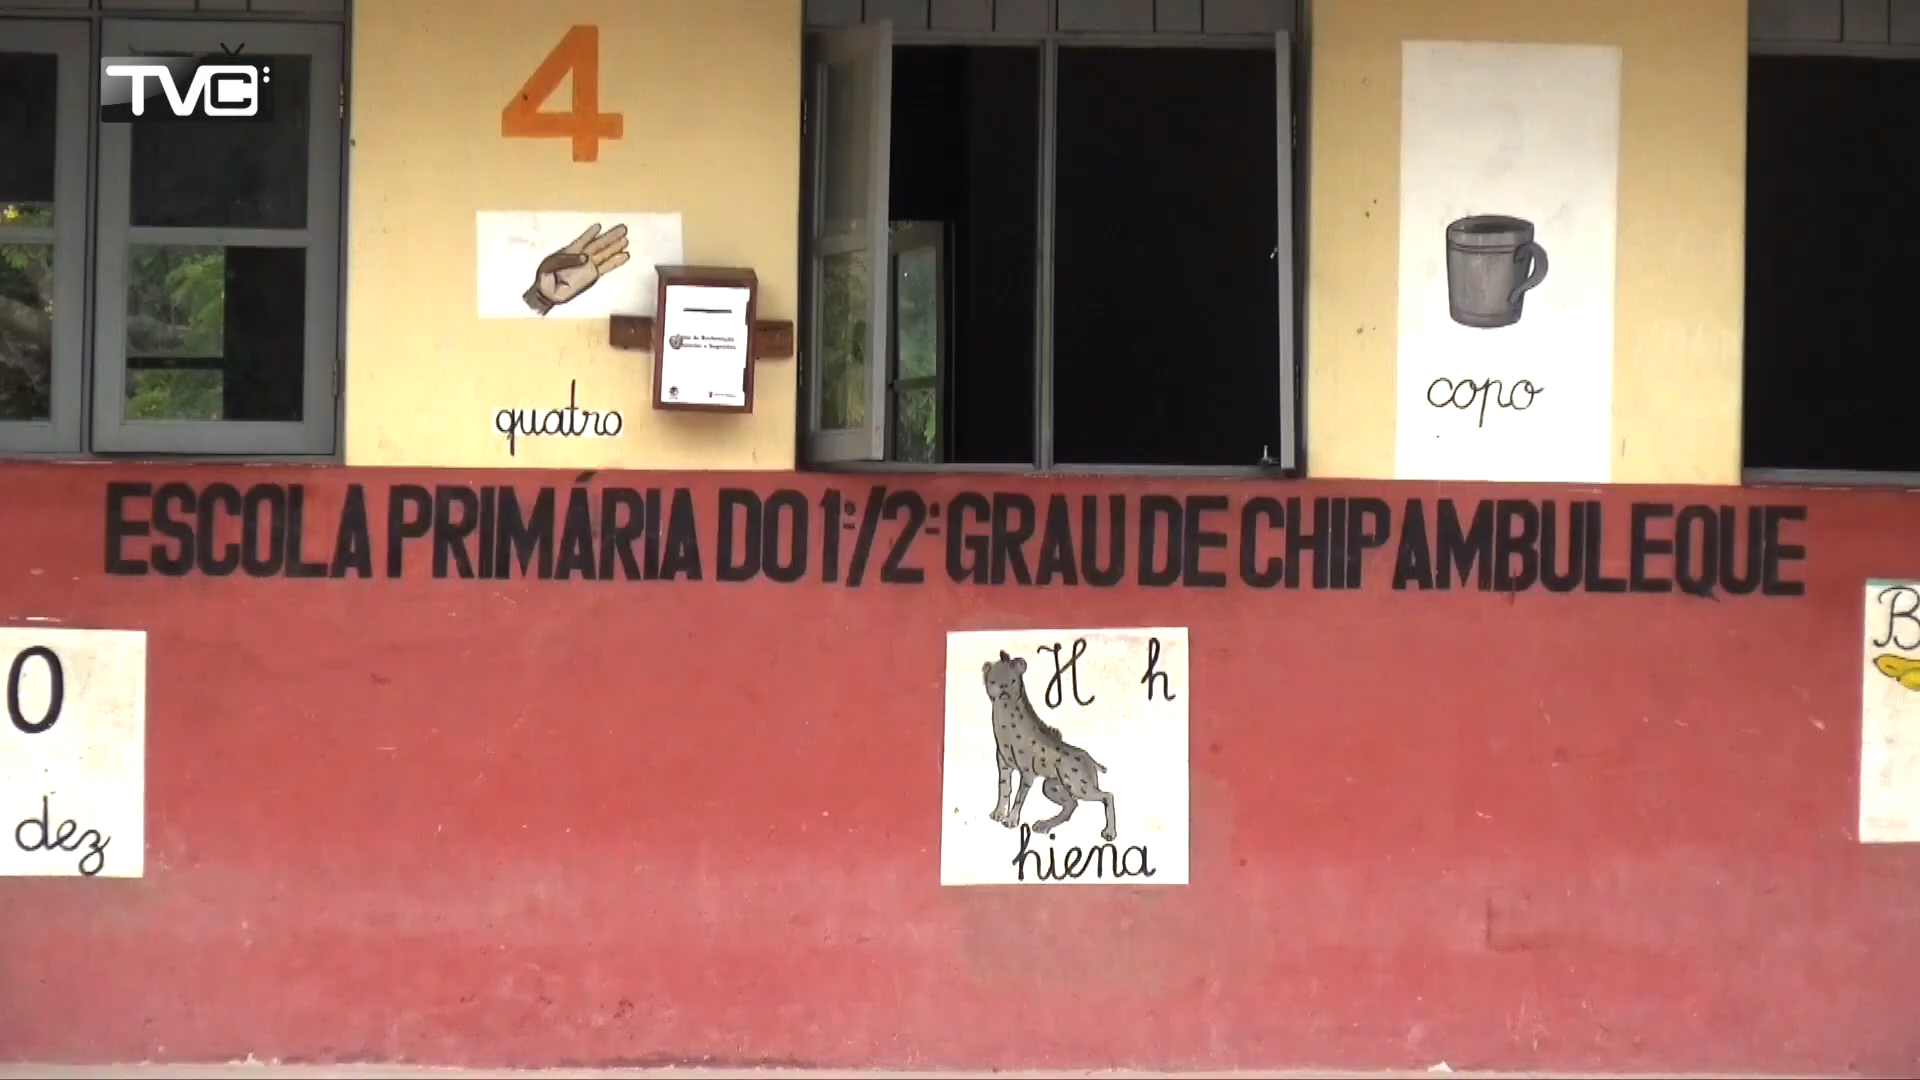 TVC
4
quatro
copo
ESCOLA PRIMÁRIA DO 1º/2º GRAU DE CHIPAMBULEQUE
0
dez
H h
hiena
B